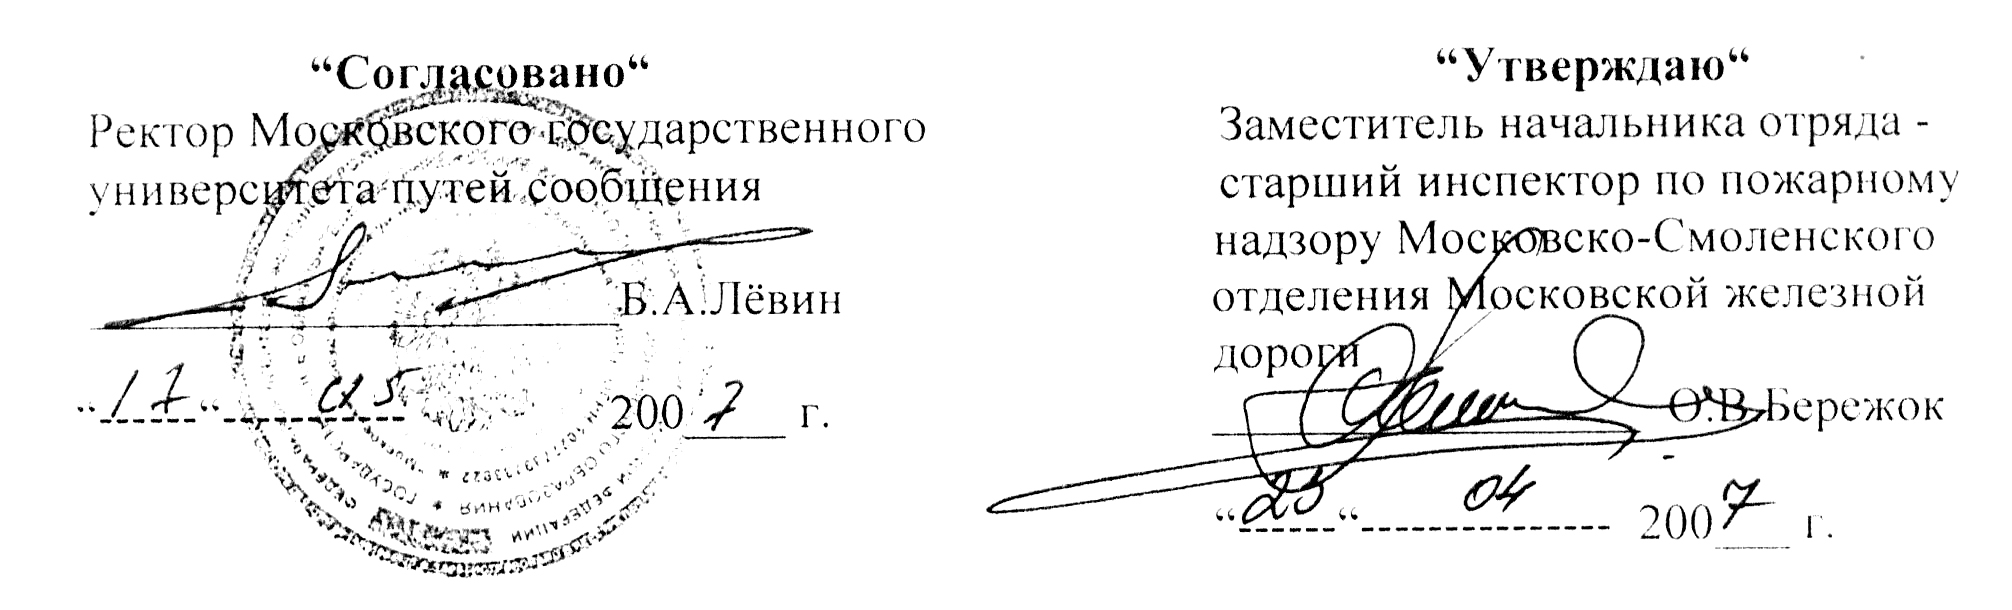 “Согласовано“
Ректор Московского государственного
университета путей сообщения
Б.А.Лёвин
“17“ 05 2007 г.
“Утверждаю“
Заместитель начальника отряда -
старший инспектор по пожарному
надзору Московско-Смоленского
отделения Московской железной
дороги
О.В.Бережок
“25“ 04 2007 г.